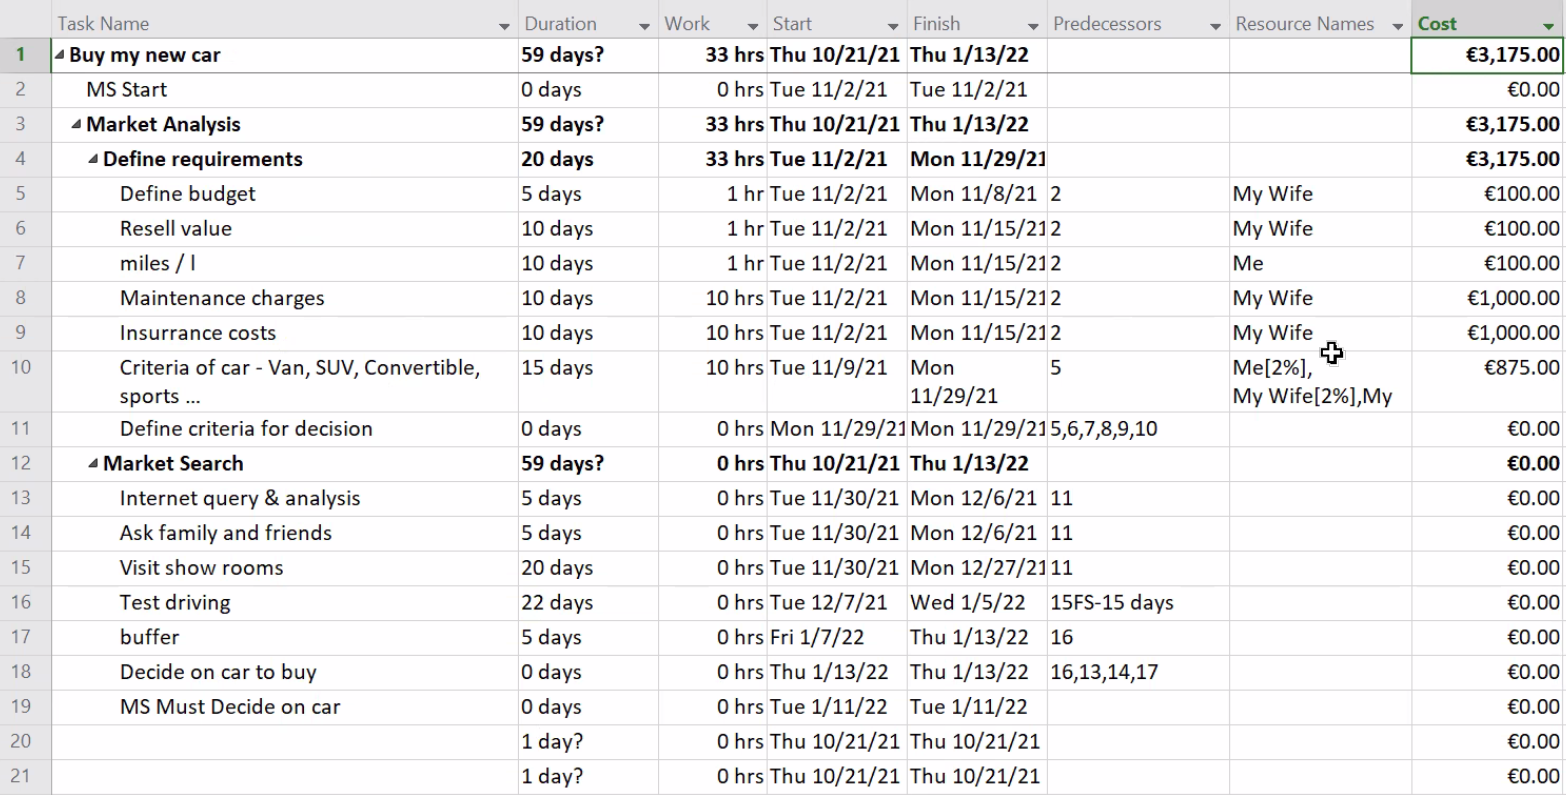 Task Name Duration Work Start Finish Predecessors Resource Names Cost
1 Buy my new car 59 days? 33 hrs Thu 10/21/21 Thu 1/13/22 €3,175.00
2 MS Start 0 days 0 hrs Tue 11/2/21 Tue 11/2/21 €0.00
3 Market Analysis 59 days? 33 hrs Thu 10/21/21 Thu 1/13/22 €3,175.00
4 Define requirements 20 days 33 hrs Tue 11/2/21 Mon 11/29/21 €3,175.00
5 Define budget 5 days 1 hr Tue 11/2/21 Mon 11/8/21 2 My Wife €100.00
6 Resell value 10 days 1 hr Tue 11/2/21 Mon 11/15/21 2 My Wife €100.00
7 miles / l 10 days 1 hr Tue 11/2/21 Mon 11/15/21 2 Me €100.00
8 Maintenance charges 10 days 10 hrs Tue 11/2/21 Mon 11/15/21 2 My Wife €1,000.00
9 Insurrance costs 10 days 10 hrs Tue 11/2/21 Mon 11/15/21 2 My Wife €1,000.00
10 Criteria of car - Van, SUV, Convertible, 15 days 10 hrs Tue 11/9/21 Mon 5 Me[2%], €875.00
sports ... 11/29/21 My Wife[2%],My
11 Define criteria for decision 0 days 0 hrs Mon 11/29/21 Mon 11/29/21 5,6,7,8,9,10 €0.00
12 Market Search 59 days? 0 hrs Thu 10/21/21 Thu 1/13/22 €0.00
13 Internet query & analysis 5 days 0 hrs Tue 11/30/21 Mon 12/6/21 11 €0.00
14 Ask family and friends 5 days 0 hrs Tue 11/30/21 Mon 12/6/21 11 €0.00
15 Visit show rooms 20 days 0 hrs Tue 11/30/21 Mon 12/27/21 11 €0.00
16 Test driving 22 days 0 hrs Tue 12/7/21 Wed 1/5/22 15FS-15 days €0.00
17 buffer 5 days 0 hrs Fri 1/7/22 Thu 1/13/22 16 €0.00
18 Decide on car to buy 0 days 0 hrs Thu 1/13/22 Thu 1/13/22 16,13,14,17 €0.00
19 MS Must Decide on car 0 days 0 hrs Tue 1/11/22 Tue 1/11/22 €0.00
20 1 day? 0 hrs Thu 10/21/21 Thu 10/21/21 €0.00
21 1 day? 0 hrs Thu 10/21/21 Thu 10/21/21 €0.00